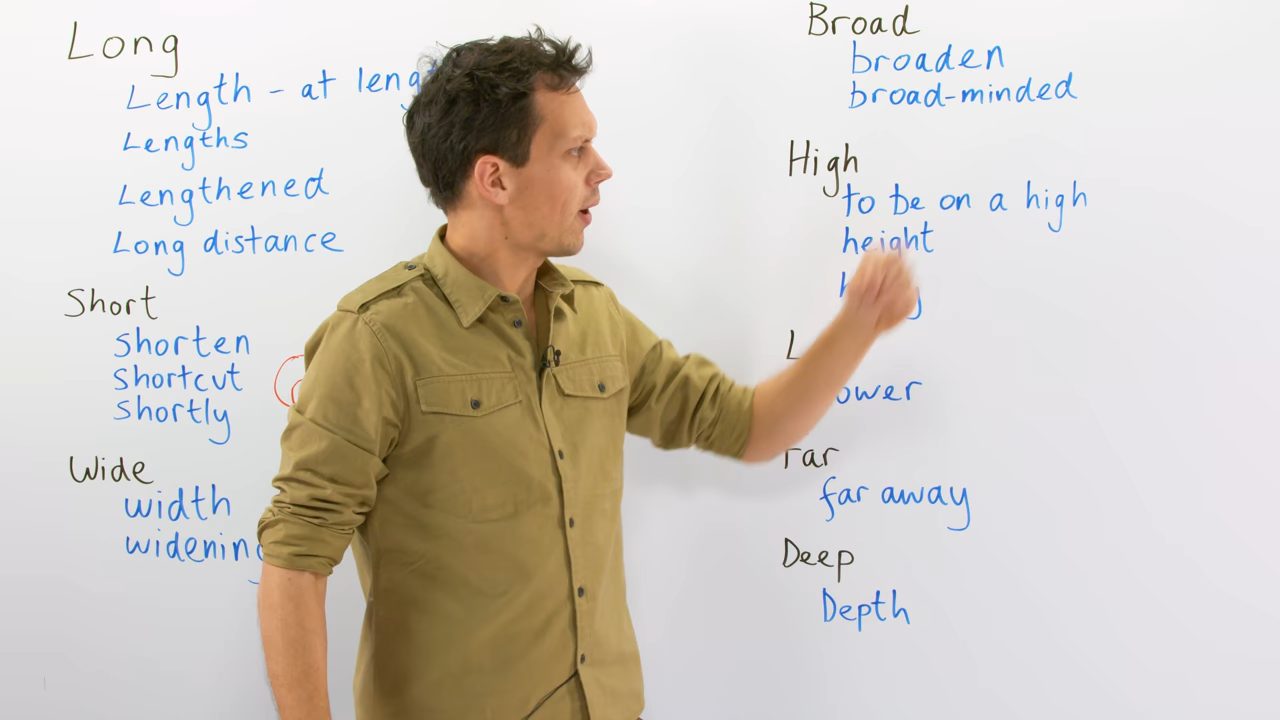 Long
Length - at leng
Lengths
Lengthened
Long distance
Short
Shorten
Shortcut
Shortly
Wide
width
widening
Broad
broaden
broad-minded
High
to be on a high
height
L
ower
Far
far away
Deep
Depth